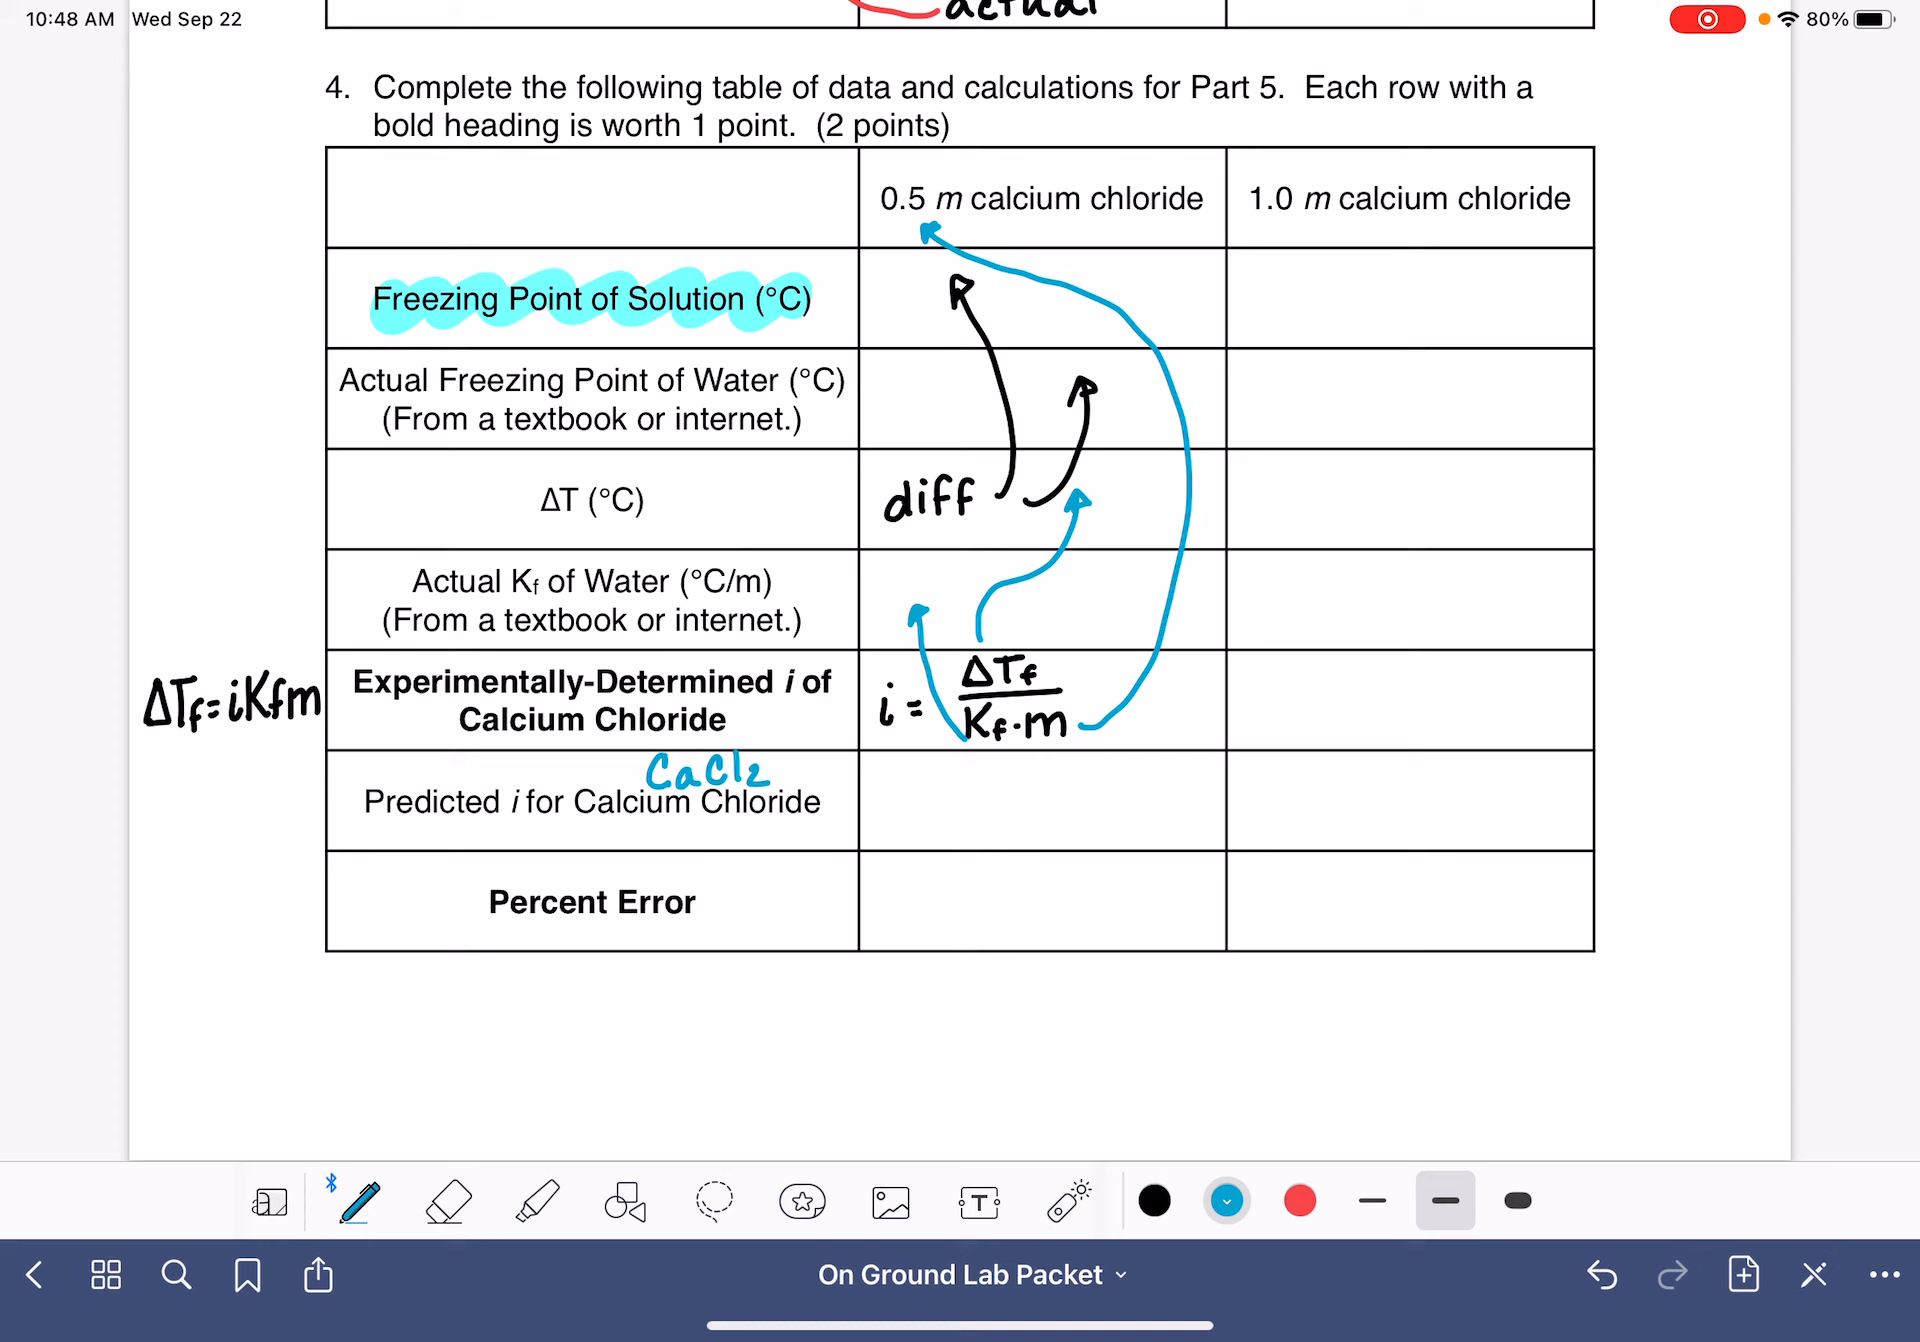 10:48 AM Wed Sep 22
80%
actual
4. Complete the following table of data and calculations for Part 5. Each row with a
bold heading is worth 1 point. (2 points)
0.5 m calcium chloride
1.0 m calcium chloride
Freezing Point of Solution (°C)
Actual Freezing Point of Water (°C)
(From a textbook or internet.)
ΔT (°C)
diff
Actual Kf of Water (°C/m)
(From a textbook or internet.)
ΔTf = iKfm
Experimentally-Determined i of
Calcium Chloride
i = ΔTf
Kf·m
CaCl2
Predicted i for Calcium Chloride
Percent Error
a
T
On Ground Lab Packet